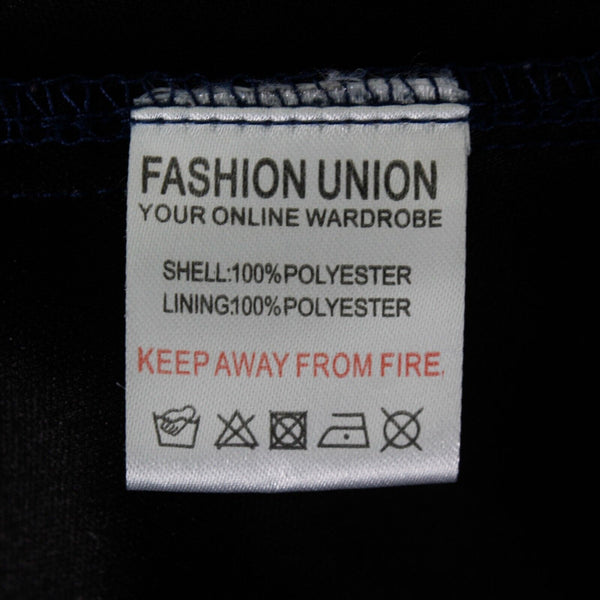 FASHION UNION
YOUR ONLINE WARDROBE
SHELL:100%POLYESTER
LINING:100%POLYESTER
KEEP AWAY FROM FIRE.